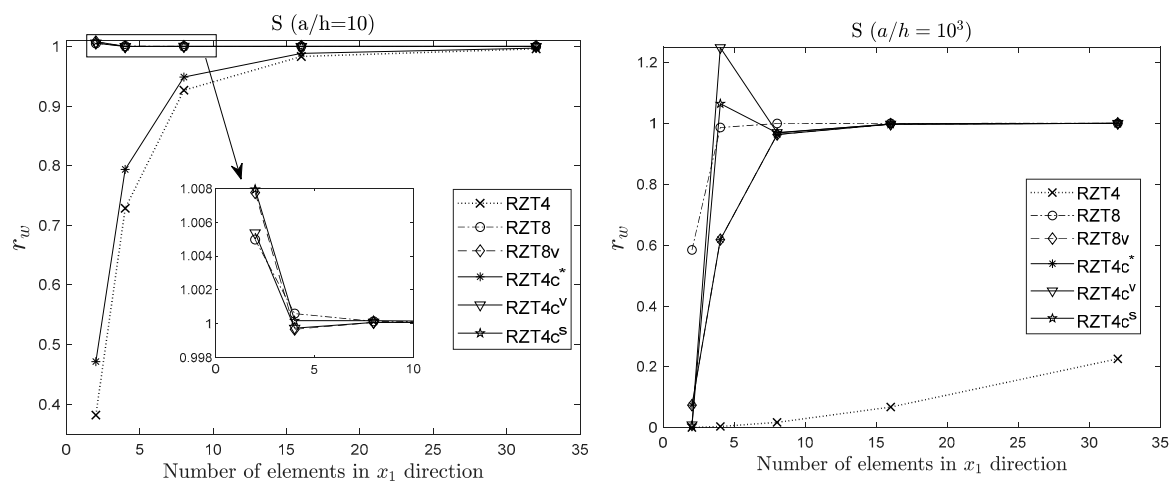 S (a/h=10)
1
0.9
0.8
0.7
0.6
0.5
0.4
r_w
0 5 10 15 20 25 30 35
Number of elements in x_1 direction
1.008
1.006
1.004
1.002
1
0.998
0 5 10
RZT4
RZT8
RZT8v
RZT4c^*
RZT4c^v
RZT4c^s
S (a/h = 10^3)
1.2
1
0.8
0.6
0.4
0.2
0
r_w
0 5 10 15 20 25 30 35
Number of elements in x_1 direction
RZT4
RZT8
RZT8v
RZT4c^*
RZT4c^v
RZT4c^s